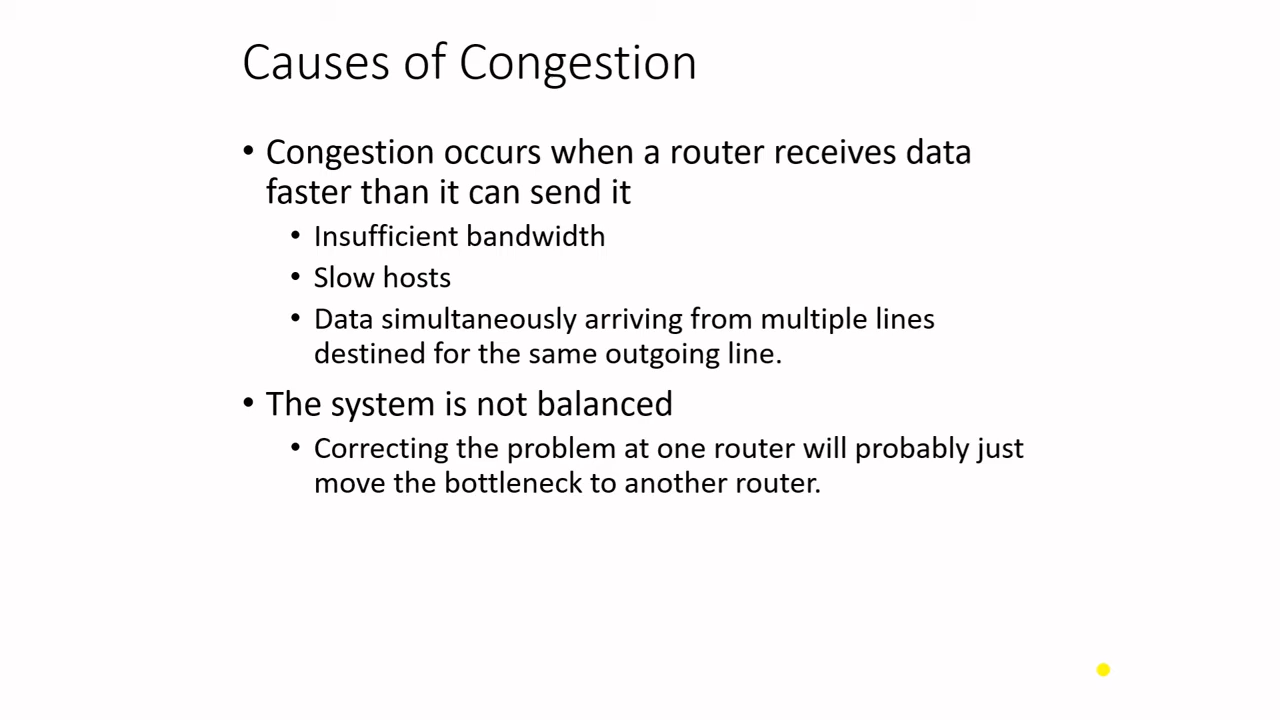 Causes of Congestion
• Congestion occurs when a router receives data
faster than it can send it
• Insufficient bandwidth
• Slow hosts
• Data simultaneously arriving from multiple lines
destined for the same outgoing line.
• The system is not balanced
• Correcting the problem at one router will probably just
move the bottleneck to another router.